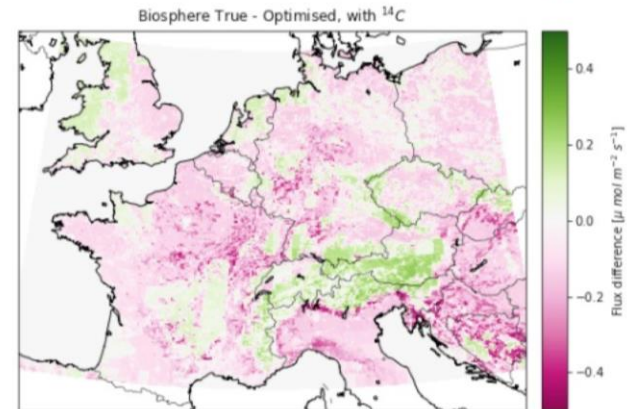 Biosphere True - Optimised, with ¹⁴C
0.4
0.2
0.0
−0.2
−0.4
Flux difference [μ mol m⁻² s⁻¹]